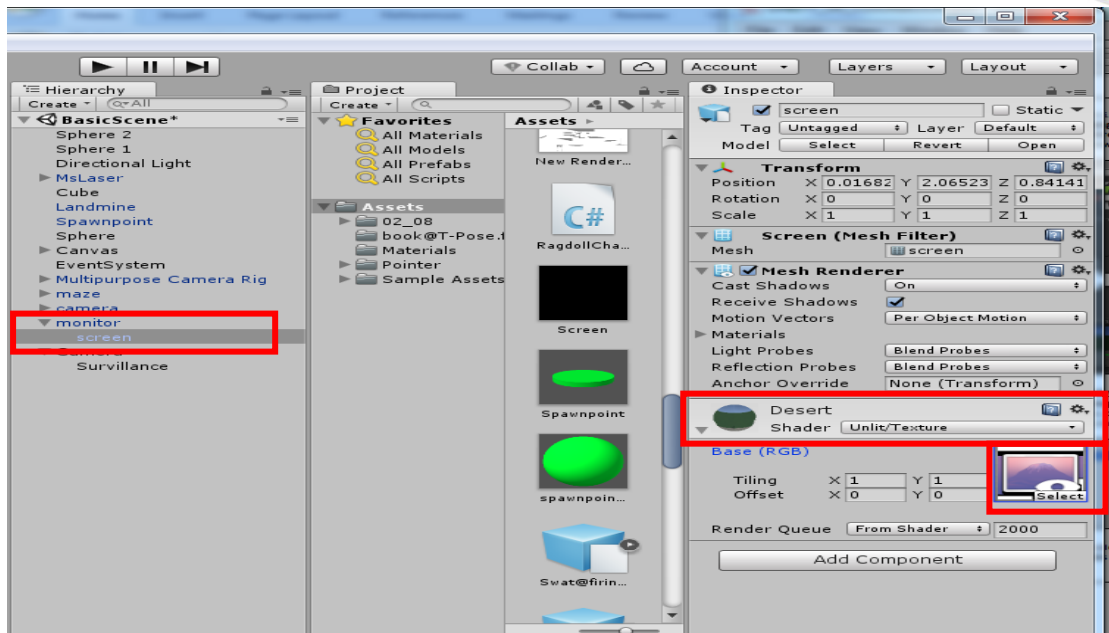 Collab
Account
Layers
Layout
Hierarchy
Create
All
BasicScene*
Sphere 2
Sphere 1
Directional Light
MsLaser
Cube
Landmine
Spawnpoint
Sphere
Canvas
EventSystem
Multipurpose Camera Rig
maze
camera
monitor
screen
Camera
Survillance
Project
Create
Favorites
All Materials
All Models
All Prefabs
All Scripts
Assets
02_08
book@T-Pose.f
Materials
Pointer
Sample Assets
Assets
New Render...
C#
RagdollCha...
Screen
Spawnpoint
spawnpoin...
Swat@firin...
Inspector
screen Static
Tag Untagged Layer Default
Model Select Revert Open
Transform
Position X 0.01682 Y 2.06523 Z 0.84141
Rotation X 0 Y 0 Z 0
Scale X 1 Y 1 Z 1
Screen (Mesh Filter)
Mesh screen
Mesh Renderer
Cast Shadows On
Receive Shadows
Motion Vectors Per Object Motion
Materials
Light Probes Blend Probes
Reflection Probes Blend Probes
Anchor Override None (Transform)
Desert
Shader Unlit/Texture
Base (RGB)
Tiling X 1 Y 1
Offset X 0 Y 0
Select
Render Queue From Shader 2000
Add Component